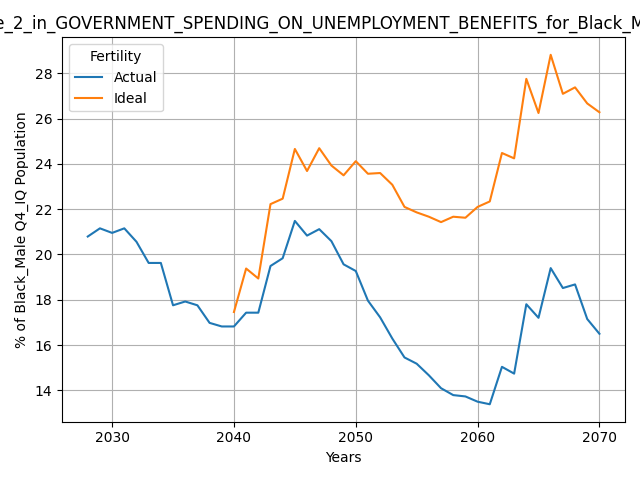 e_2_in_GOVERNMENT_SPENDING_ON_UNEMPLOYMENT_BENEFITS_for_Black_M
Fertility
Actual
Ideal
% of Black_Male Q4_IQ Population
28
26
24
22
20
18
16
14
2030 2040 2050 2060 2070
Years